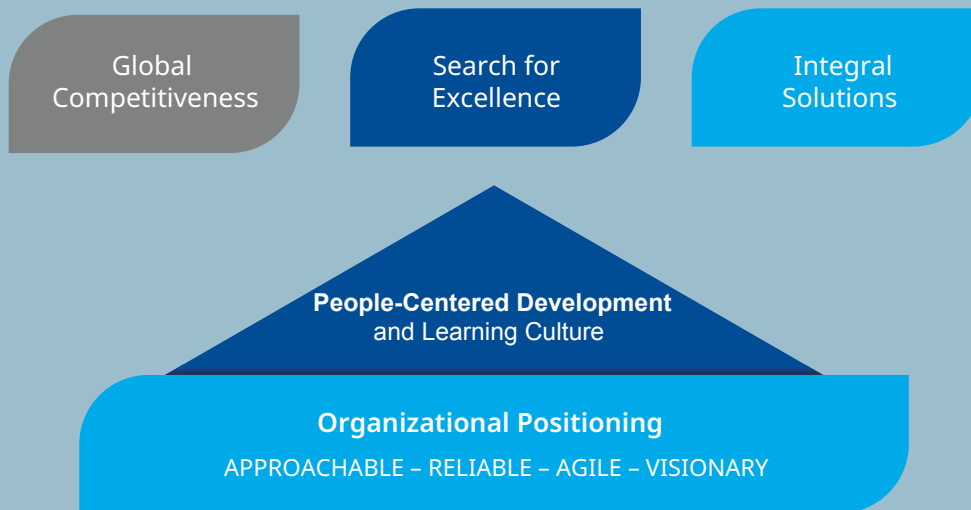 Global
Competitiveness
Search for
Excellence
Integral
Solutions
People-Centered Development
and Learning Culture
Organizational Positioning
APPROACHABLE – RELIABLE – AGILE – VISIONARY